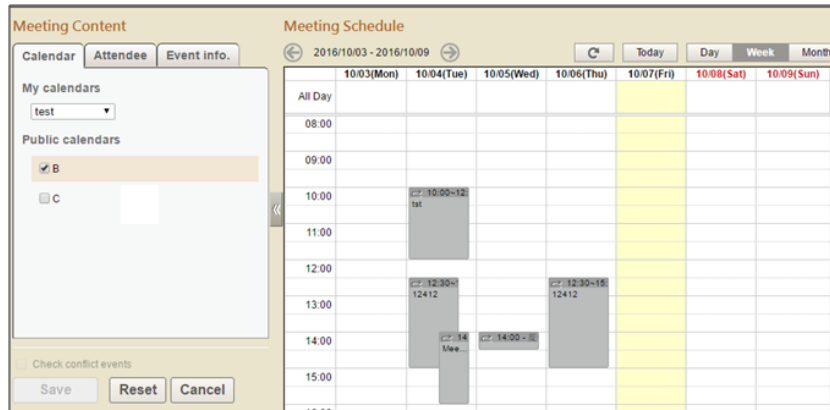 Meeting Content
Calendar Attendee Event info.
My calendars
test
Public calendars
B
C
Check conflict events
Save Reset Cancel
Meeting Schedule
2016/10/03 - 2016/10/09 Today Day Week Month
10/03(Mon) 10/04(Tue) 10/05(Wed) 10/06(Thu) 10/07(Fri) 10/08(Sat) 10/09(Sun)
All Day
08:00
09:00
10:00 10:00~12:
tst
11:00
12:00
12:30~ 12:30~15:
12412 12412
13:00
14:00 14 14:00 -
Mee...
15:00